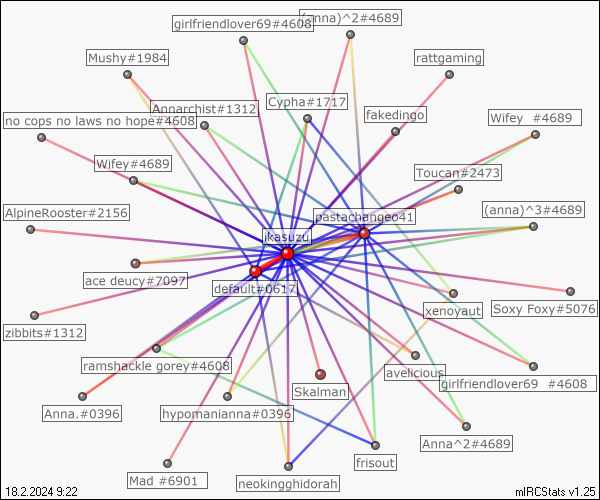 girlfriendlover69#4608
(anna)^2#4689
Mushy#1984
rattgaming
Annarchist#1312
Cypha#1717
fakedingo
no cops no laws no hope#4608
Wifey #4689
Wifey#4689
Toucan#2473
AlpineRooster#2156
pastachangeo41
(anna)^3#4689
jkasuzu
ace deucy#7097
default#0617
zibbits#1312
xenoyaut
Soxy Foxy#5076
ramshackle gorey#4608
avelicious
girlfriendlover69 #4608
Skalman
Anna.#0396
hypomanianna#0396
Anna^2#4689
Mad #6901
neokingghidorah
frisout
18.2.2024 9:22
mIRCStats v1.25